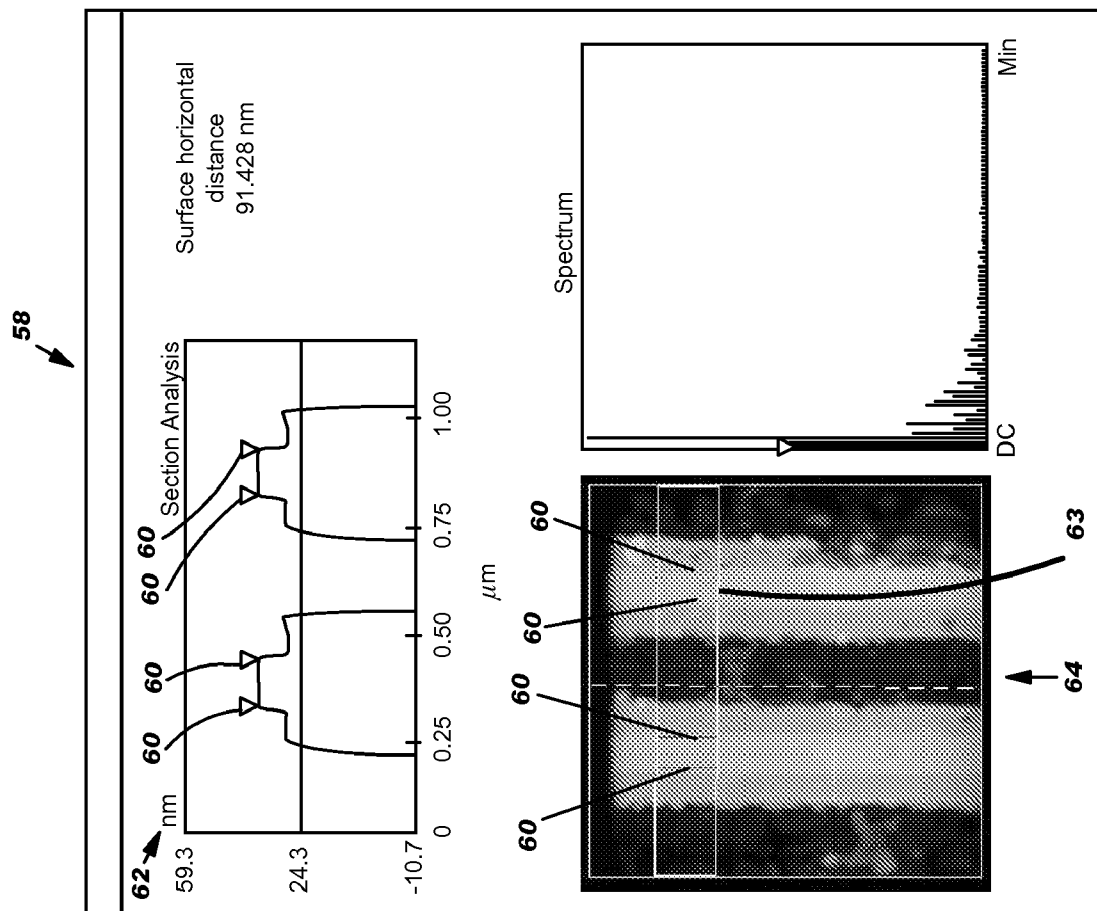 58
62
nm
Section Analysis
60
60
60
60
59.3
24.3
-10.7
0
0.25
0.50
0.75
1.00
μm
Surface horizontal
distance
91.428 nm
60
60
60
60
63
64
Spectrum
DC
Min